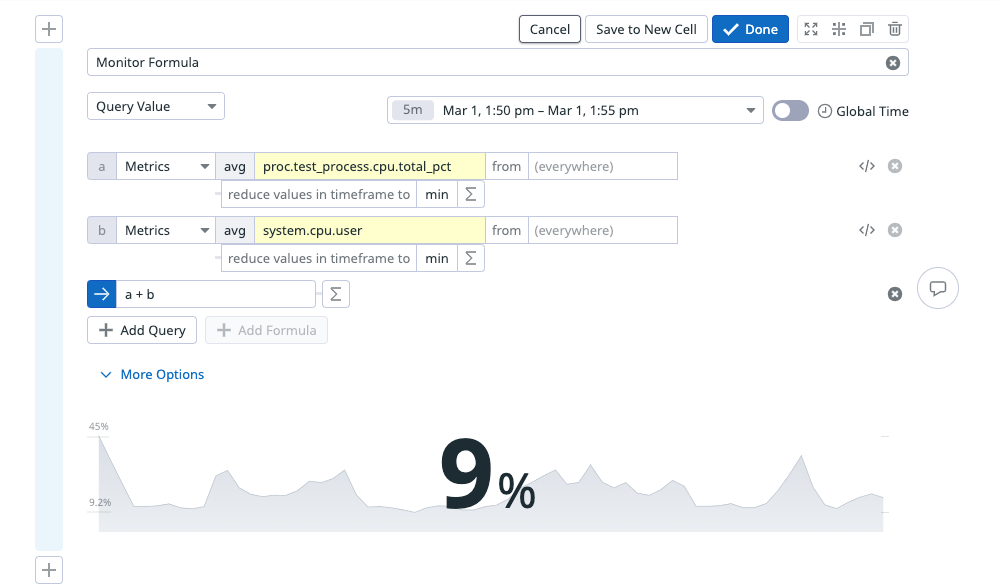 Cancel Save to New Cell Done
Monitor Formula
Query Value 5m Mar 1, 1:50 pm – Mar 1, 1:55 pm Global Time
a Metrics avg proc.test_process.cpu.total_pct from (everywhere) </>
reduce values in timeframe to min Σ
b Metrics avg system.cpu.user from (everywhere) </>
reduce values in timeframe to min Σ
a + b Σ
Add Query Add Formula
More Options
45%
9%
9.2%